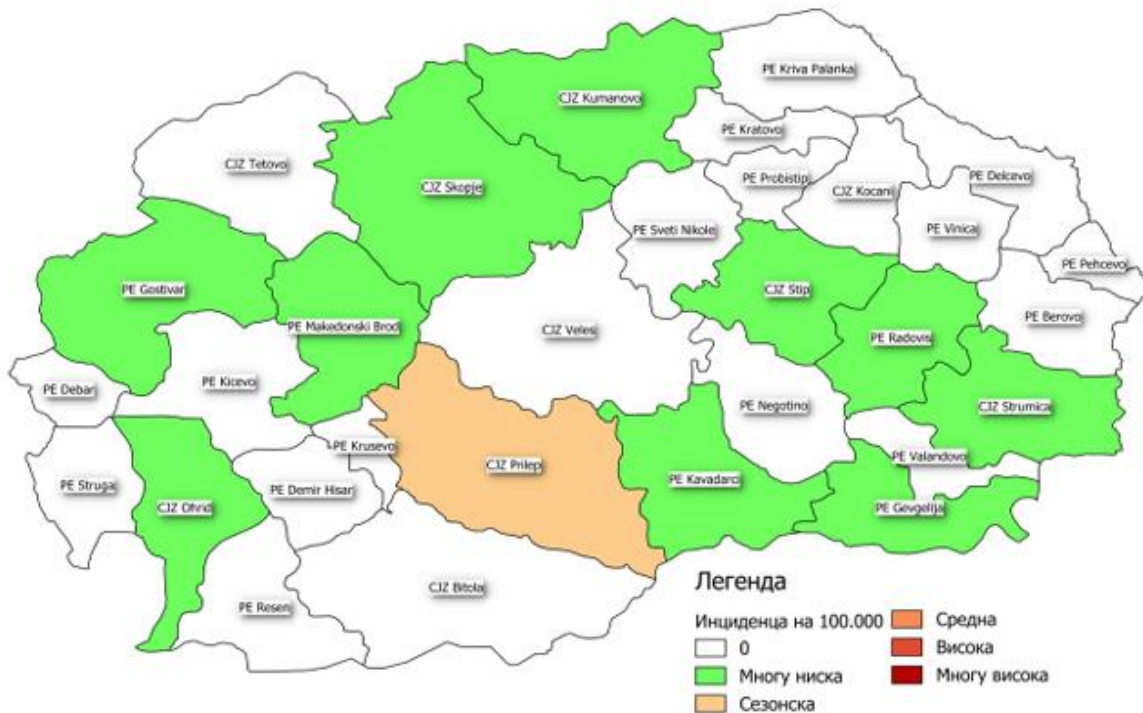 PE Kriva Palanka
CJZ Kumanovo
PE Kratovo
CJZ Tetovo
CJZ Skopje
PE Probistip
CJZ Kocani
PE Delcevo
PE Sveti Nikole
PE Vinica
PE Pehcevo
PE Gostivar
CJZ Stip
PE Makedonski Brod
CJZ Veles
PE Radovis
PE Berovo
PE Debar
PE Kicevo
PE Negotino
CJZ Strumica
PE Krusevo
PE Valandovo
CJZ Prilep
PE Struga
PE Demir Hisar
PE Kavadarci
CJZ Ohrid
PE Gevgelija
CJZ Bitola
PE Resen
Легенда
Инциденца на 100.000
0
Многу ниска
Сезонска
Средна
Висока
Многу висока